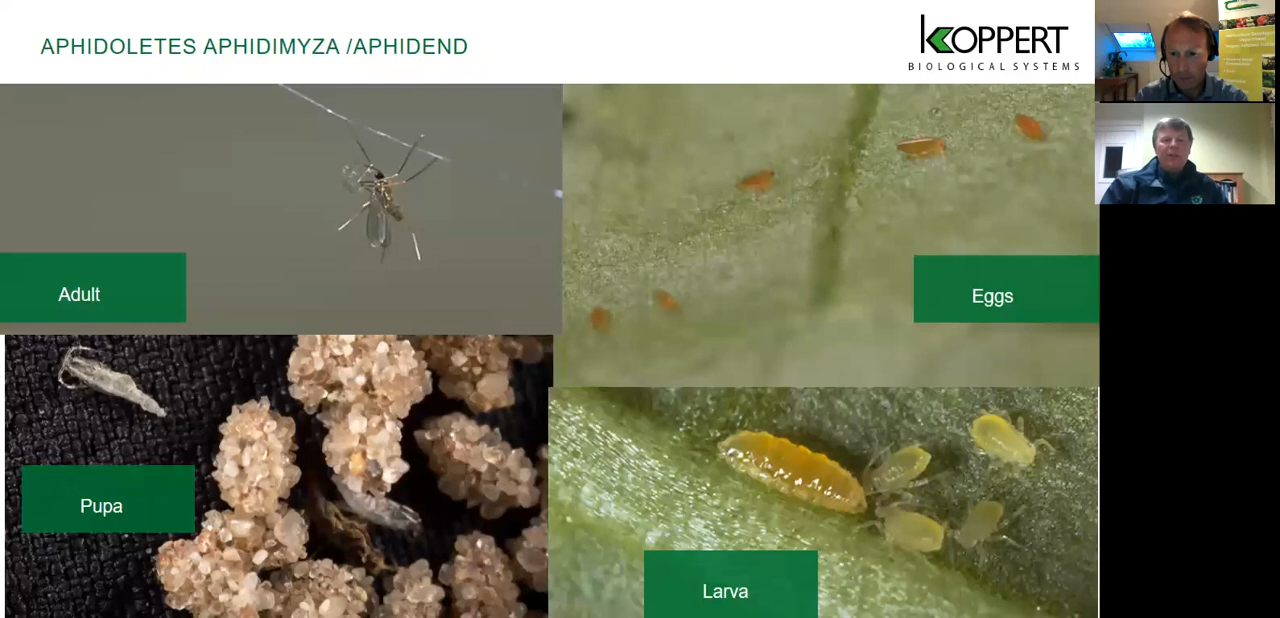 APHIDOLETES APHIDIMYZA /APHIDEND
KOPPERT
BIOLOGICAL SYSTEMS
Adult
Eggs
Pupa
Larva